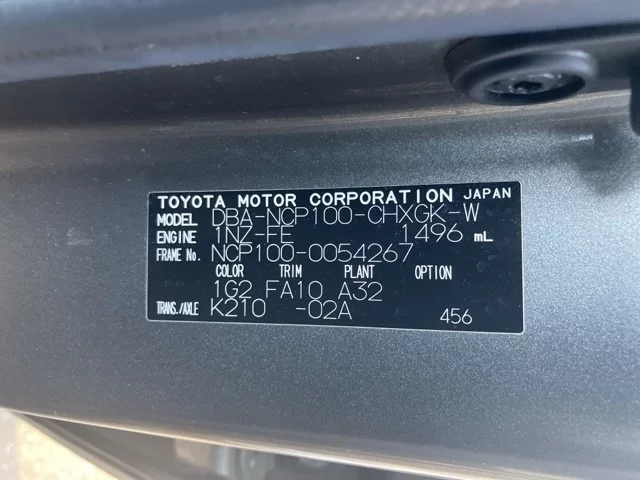 TOYOTA MOTOR CORPORATION JAPAN
MODEL DBA-NCP100-CHXGK-W
ENGINE 1NZ-FE 1496 mL
FRAME No. NCP100-0054267
COLOR TRIM PLANT OPTION
1G2 FA10 A32
TRANS./AXLE K210 -02A 456